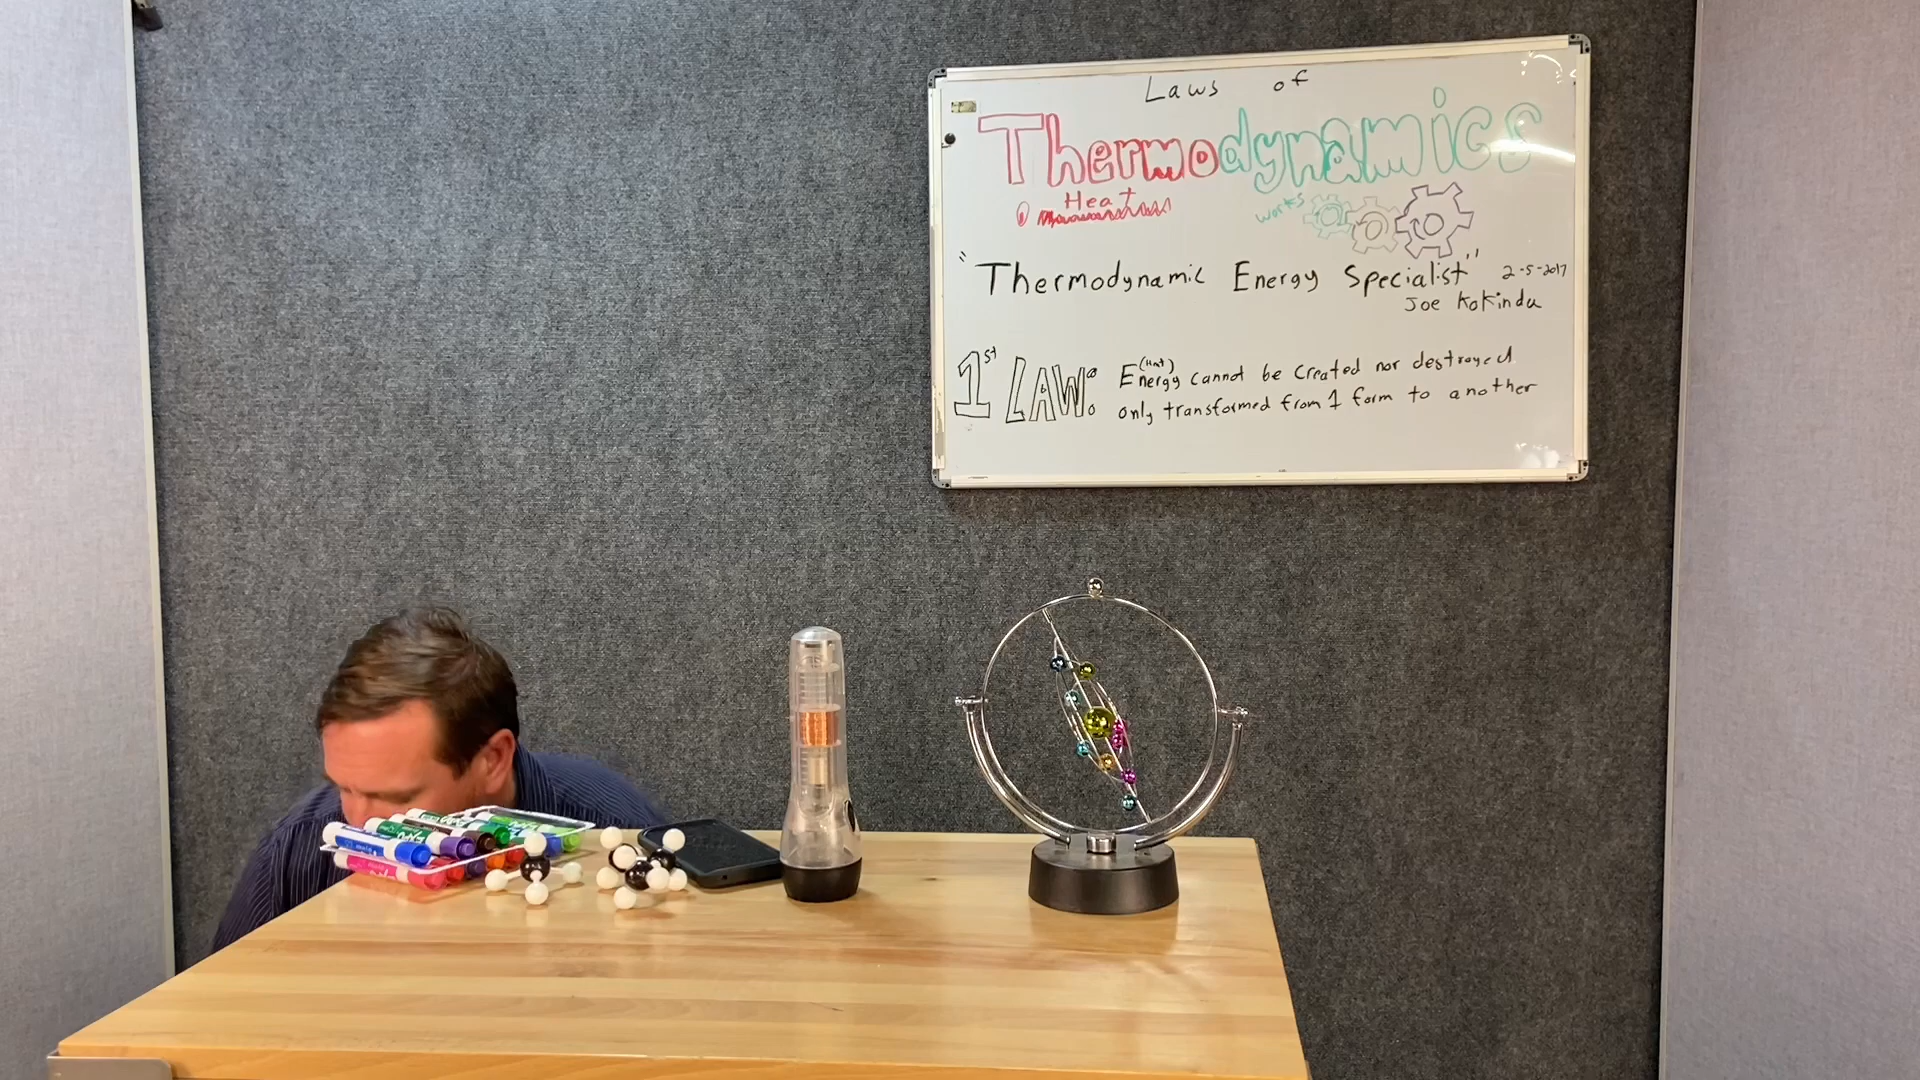 Laws of
Thermodynamics
Heat
works
"Thermodynamic Energy Specialist" 2-5-2017
Joe Kokinda
1st LAW: Energy (Heat) cannot be created nor destroyed
only transformed from 1 form to another